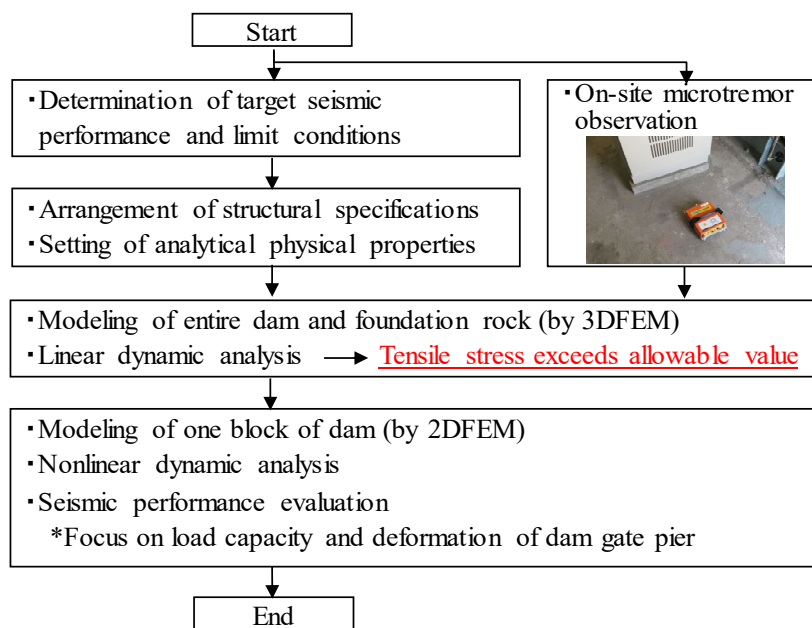 Start
・Determination of target seismic
performance and limit conditions
・On-site microtremor
observation
・Arrangement of structural specifications
・Setting of analytical physical properties
・Modeling of entire dam and foundation rock (by 3DFEM)
・Linear dynamic analysis → Tensile stress exceeds allowable value
・Modeling of one block of dam (by 2DFEM)
・Nonlinear dynamic analysis
・Seismic performance evaluation
*Focus on load capacity and deformation of dam gate pier
End